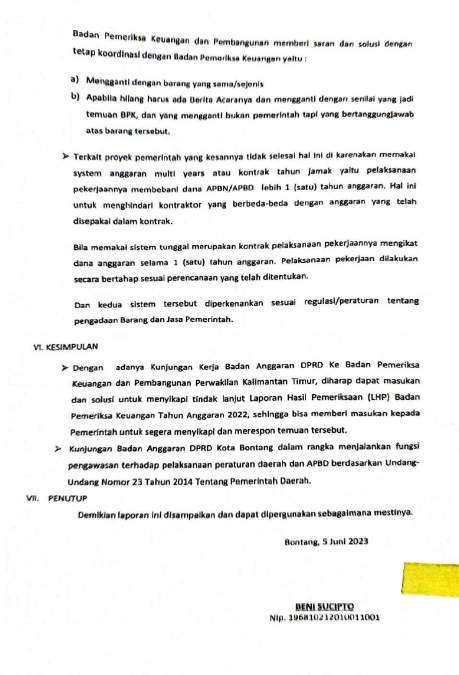 Badan Pemeriksa Keuangan dan Pembangunan memberi saran dan solusi dengan
tetap koordinasi dengan Badan Pemeriksa Keuangan yaitu :
a) Mengganti dengan barang yang sama/sejenis
b) Apabila hilang harus ada Berita Acaranya dan mengganti dengan senilai yang jadi
temuan BPK, dan yang mengganti bukan pemerintah tapi yang bertanggungjawab
atas barang tersebut.
➢ Terkait proyek pemerintah yang kesannya tidak selesai hal ini di karenakan memakai
system anggaran multi years atau kontrak tahun jamak yaitu pelaksanaan
pekerjaannya membebani dana APBN/APBD lebih 1 (satu) tahun anggaran. Hal ini
untuk menghindari kontraktor yang berbeda-beda dengan anggaran yang telah
disepakai dalam kontrak.
Bila memakai sistem tunggal merupakan kontrak pelaksanaan pekerjaannya mengikat
dana anggaran selama 1 (satu) tahun anggaran. Pelaksanaan pekerjaan dilakukan
secara bertahap sesuai perencanaan yang telah ditentukan.
Dan kedua sistem tersebut diperkenankan sesuai regulasi/peraturan tentang
pengadaan Barang dan Jasa Pemerintah.
VI. KESIMPULAN
➢ Dengan adanya Kunjungan Kerja Badan Anggaran DPRD Ke Badan Pemeriksa
Keuangan dan Pembangunan Perwakilan Kalimantan Timur, diharap dapat masukan
dan solusi untuk menyikapi tindak lanjut Laporan Hasil Pemeriksaan (LHP) Badan
Pemeriksa Keuangan Tahun Anggaran 2022, sehingga bisa memberi masukan kepada
Pemerintah untuk segera menyikapi dan merespon temuan tersebut.
➢ Kunjungan Badan Anggaran DPRD Kota Bontang dalam rangka menjalankan fungsi
pengawasan terhadap pelaksanaan peraturan daerah dan APBD berdasarkan Undang-
Undang Nomor 23 Tahun 2014 Tentang Pemerintah Daerah.
VII. PENUTUP
Demikian laporan ini disampaikan dan dapat dipergunakan sebagaimana mestinya.
Bontang, 5 Juni 2023
BENI SUCIPTO
Nip. 196810212010011001